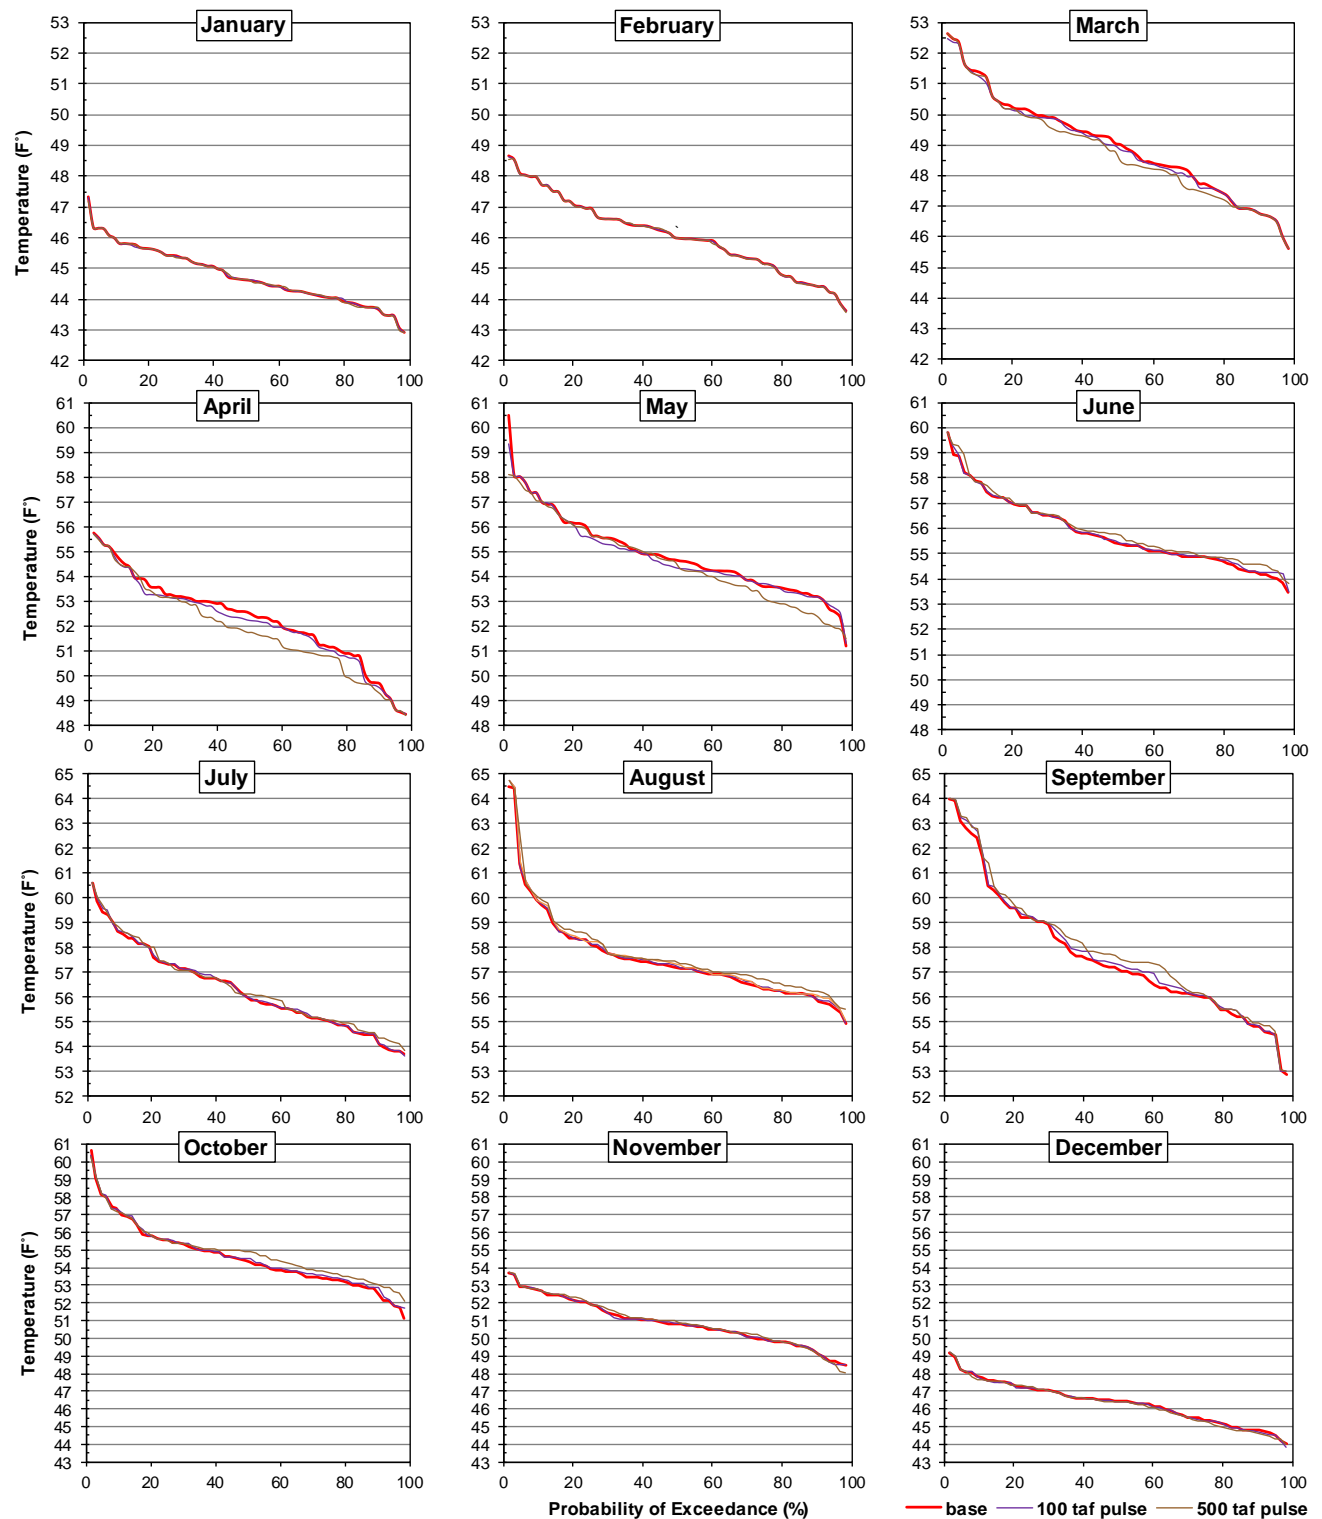 January February March
53 52 51 50 49 48 47 46 45 44 43 42
53 52 51 50 49 48 47 46 45 44 43 42
53 52 51 50 49 48 47 46 45 44 43 42
Temperature (F°)
0 20 40 60 80 100
0 20 40 60 80 100
0 20 40 60 80 100
April May June
61 60 59 58 57 56 55 54 53 52 51 50 49 48
61 60 59 58 57 56 55 54 53 52 51 50 49 48
61 60 59 58 57 56 55 54 53 52 51 50 49 48
Temperature (F°)
0 20 40 60 80 100
0 20 40 60 80 100
0 20 40 60 80 100
July August September
65 64 63 62 61 60 59 58 57 56 55 54 53 52
65 64 63 62 61 60 59 58 57 56 55 54 53 52
65 64 63 62 61 60 59 58 57 56 55 54 53 52
Temperature (F°)
0 20 40 60 80 100
0 20 40 60 80 100
0 20 40 60 80 100
October November December
61 60 59 58 57 56 55 54 53 52 51 50 49 48 47 46 45 44 43
61 60 59 58 57 56 55 54 53 52 51 50 49 48 47 46 45 44 43
61 60 59 58 57 56 55 54 53 52 51 50 49 48 47 46 45 44 43
Temperature (F°)
0 20 40 60 80 100
0 20 40 60 80 100
0 20 40 60 80 100
Probability of Exceedance (%)
base 100 taf pulse 500 taf pulse